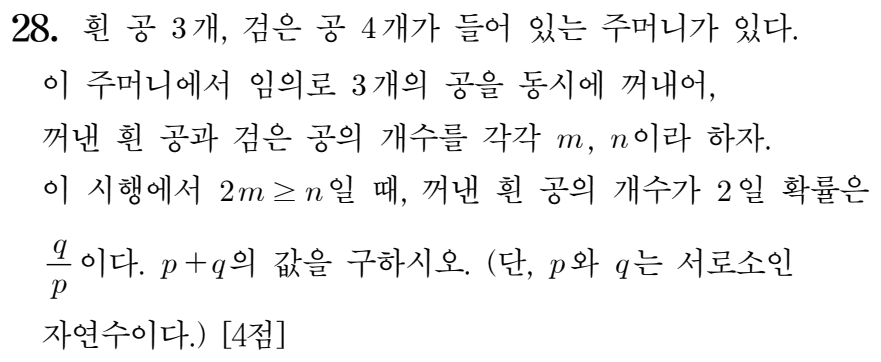 28. 흰 공 3개, 검은 공 4개가 들어 있는 주머니가 있다.
이 주머니에서 임의로 3개의 공을 동시에 꺼내어,
꺼낸 흰 공과 검은 공의 개수를 각각 m, n이라 하자.
이 시행에서 2m ≥ n일 때, 꺼낸 흰 공의 개수가 2일 확률은
q/p이다. p+q의 값을 구하시오. (단, p와 q는 서로소인
자연수이다.) [4점]